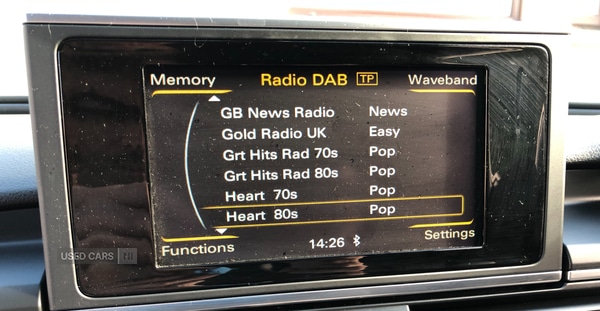 Memory Radio DAB TP Waveband
GB News Radio News
Gold Radio UK Easy
Grt Hits Rad 70s Pop
Grt Hits Rad 80s Pop
Heart 70s Pop
Heart 80s Pop
Functions 14:26 Settings
USED CARS NI